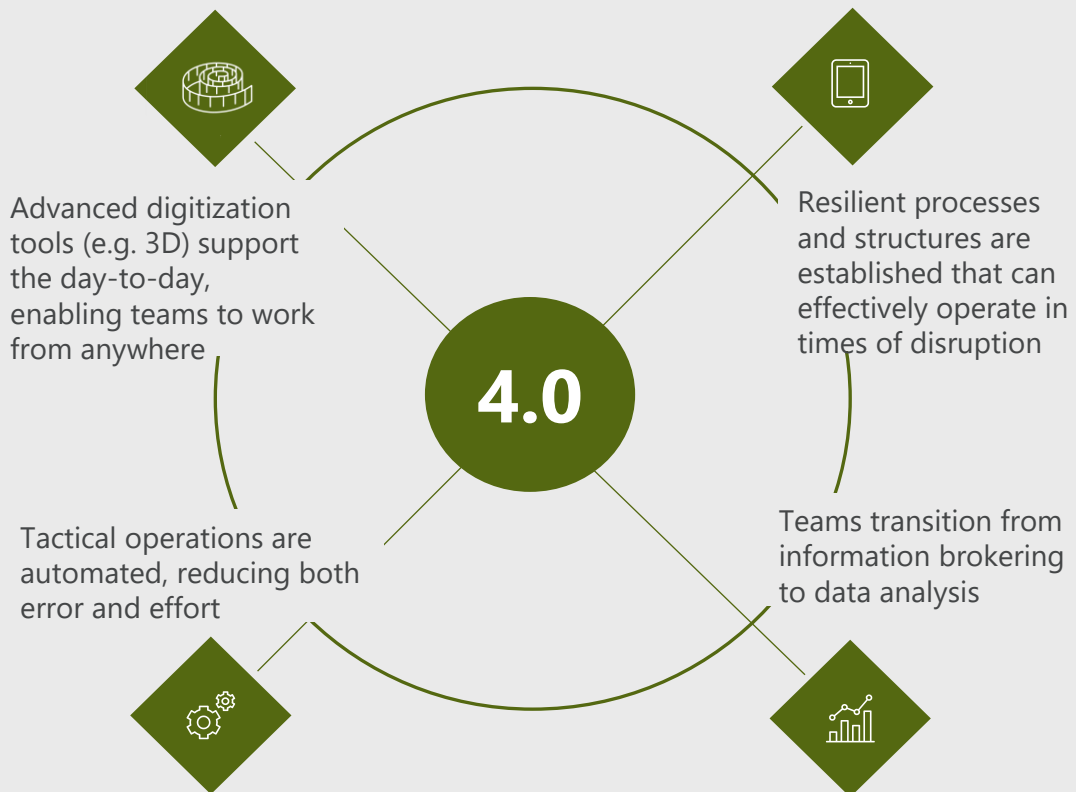 Advanced digitization
tools (e.g. 3D) support
the day-to-day,
enabling teams to work
from anywhere
Resilient processes
and structures are
established that can
effectively operate in
times of disruption
4.0
Tactical operations are
automated, reducing both
error and effort
Teams transition from
information brokering
to data analysis